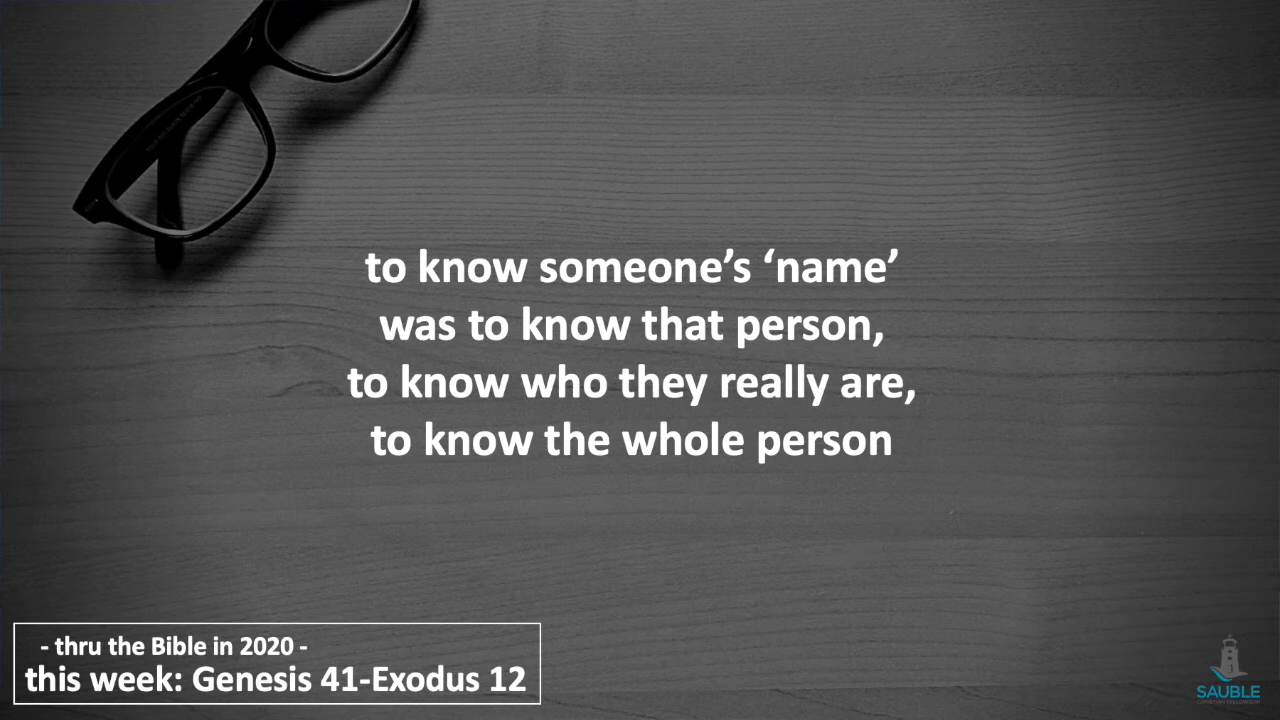 to know someone’s ‘name’
was to know that person,
to know who they really are,
to know the whole person
- thru the Bible in 2020 -
this week: Genesis 41-Exodus 12
SAUBLE
CHRISTIAN FELLOWSHIP